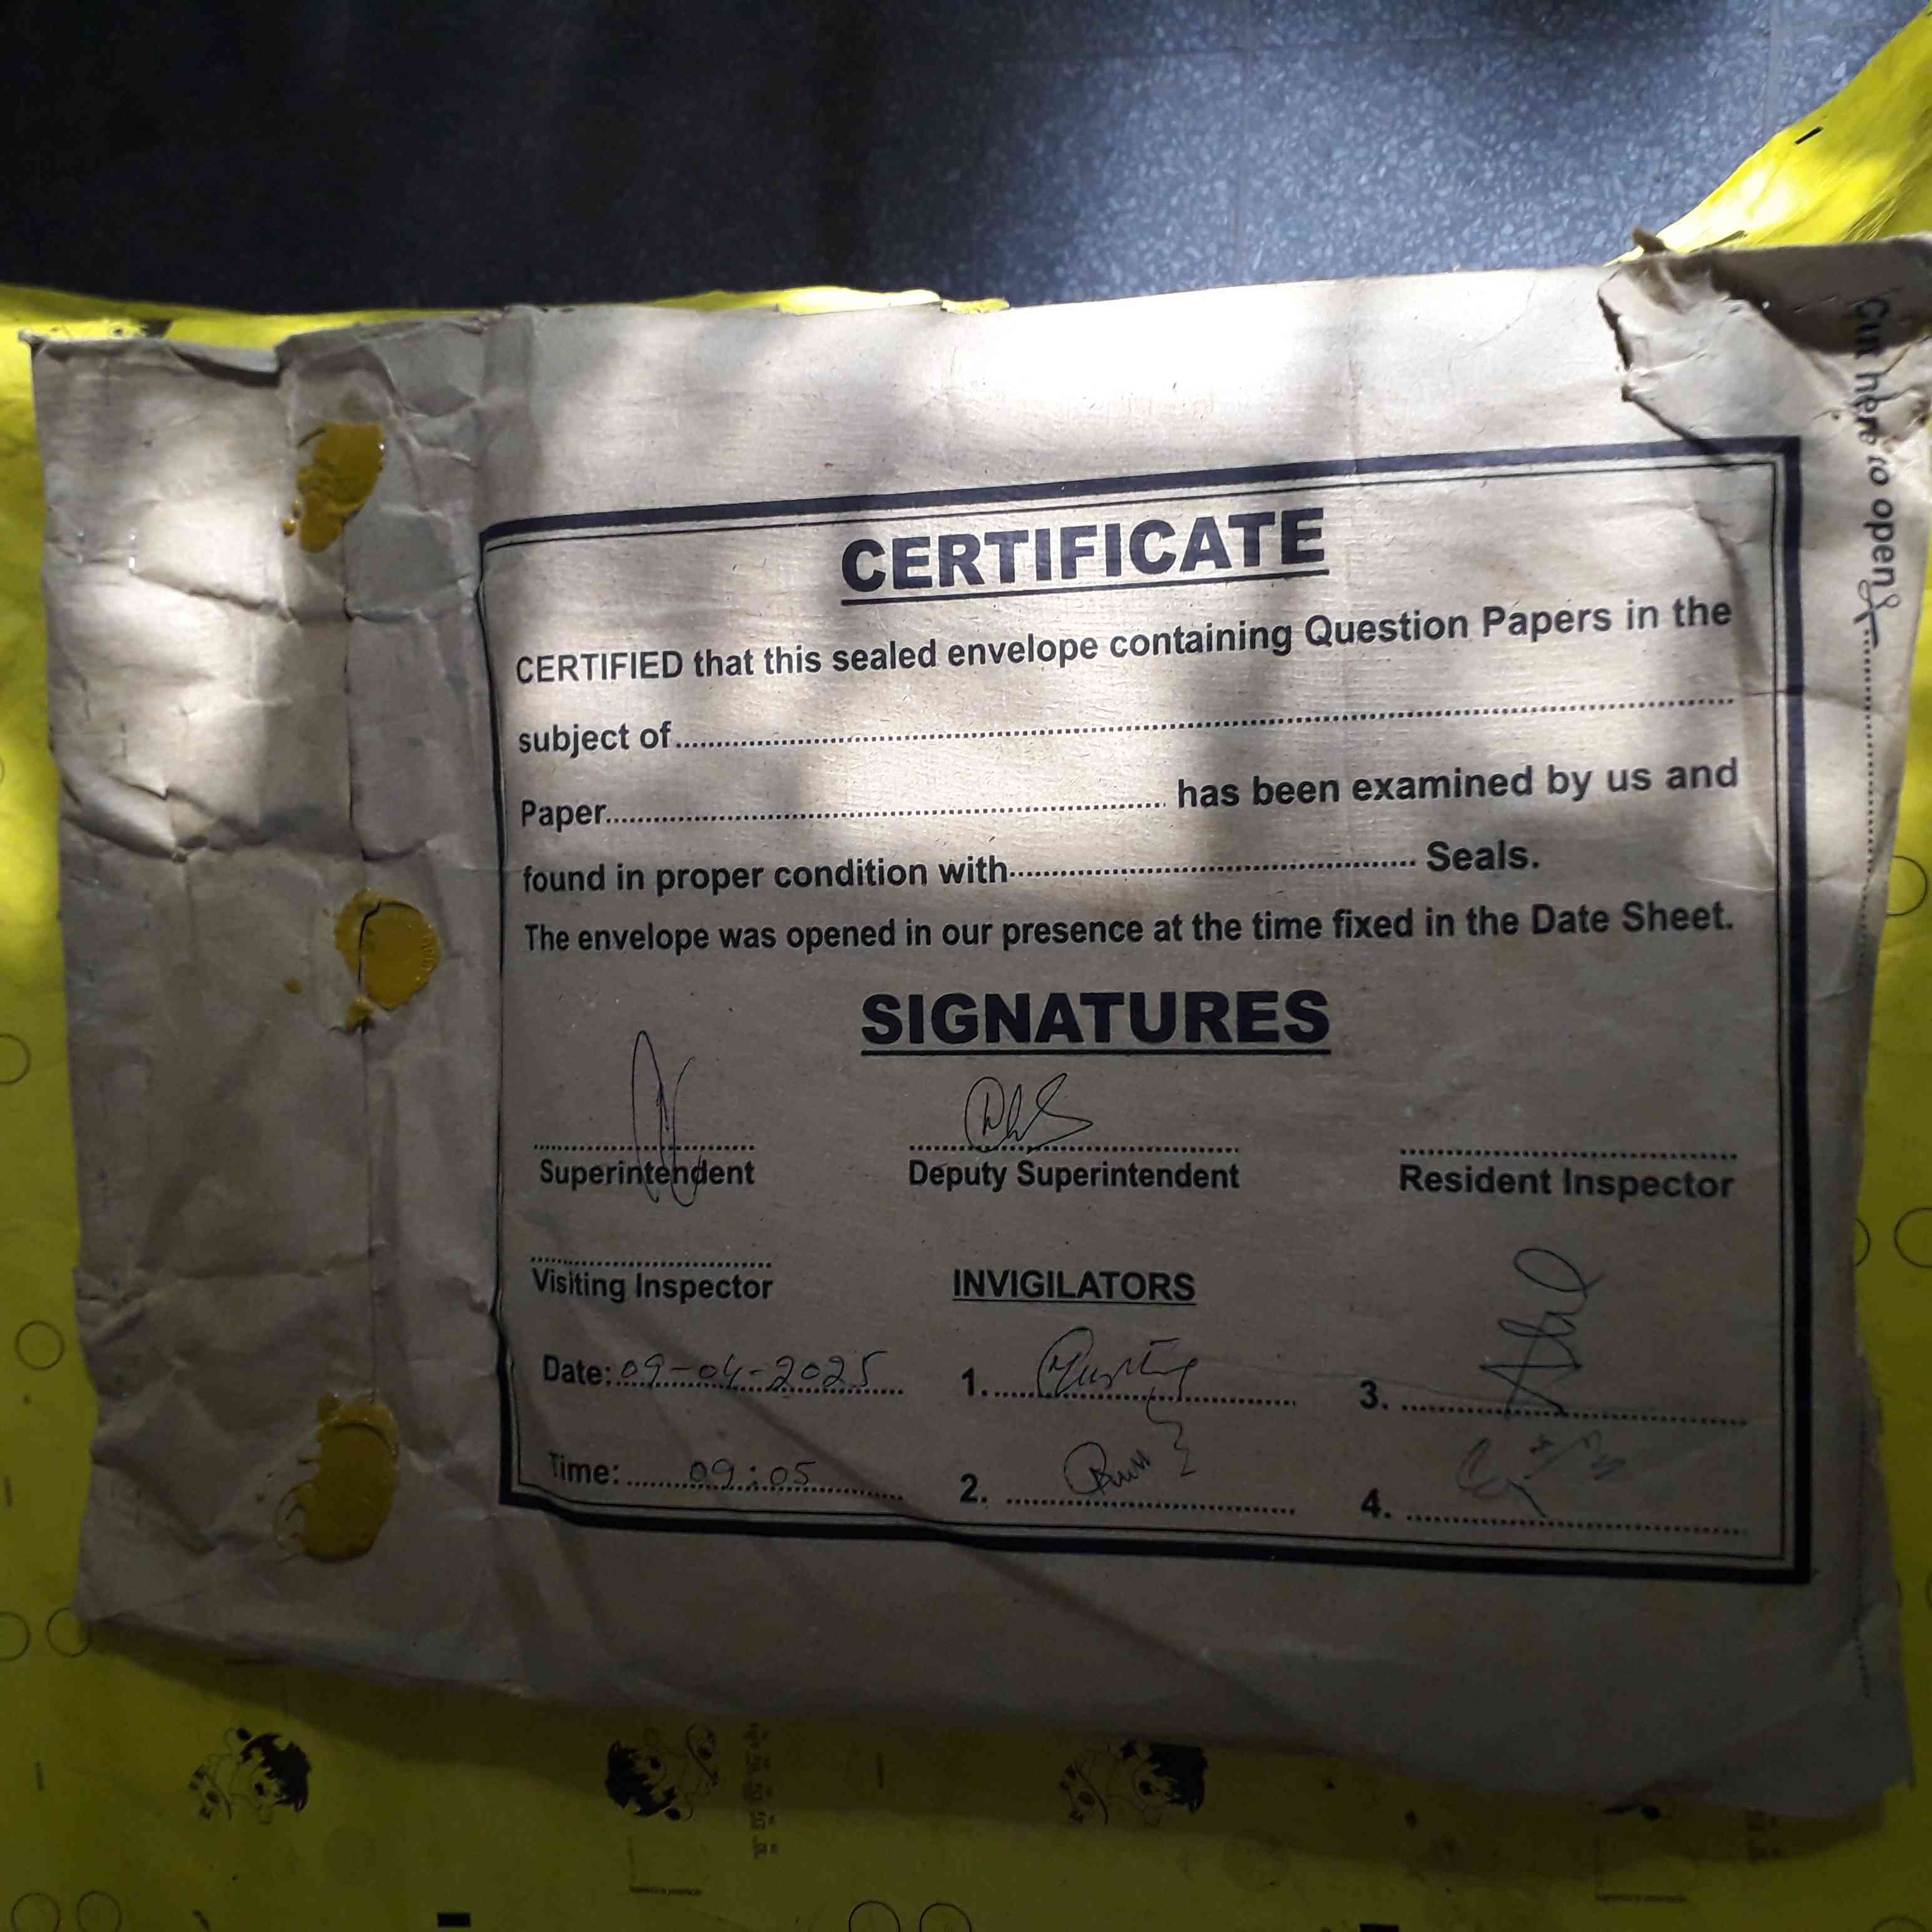 Cut here to open
CERTIFICATE
CERTIFIED that this sealed envelope containing Question Papers in the
subject of
Paper has been examined by us and
found in proper condition with Seals.
The envelope was opened in our presence at the time fixed in the Date Sheet.
SIGNATURES
Superintendent Deputy Superintendent Resident Inspector
Visiting Inspector INVIGILATORS
Date: 09-04-2025 1. 3.
Time: 09:05 2. 4.